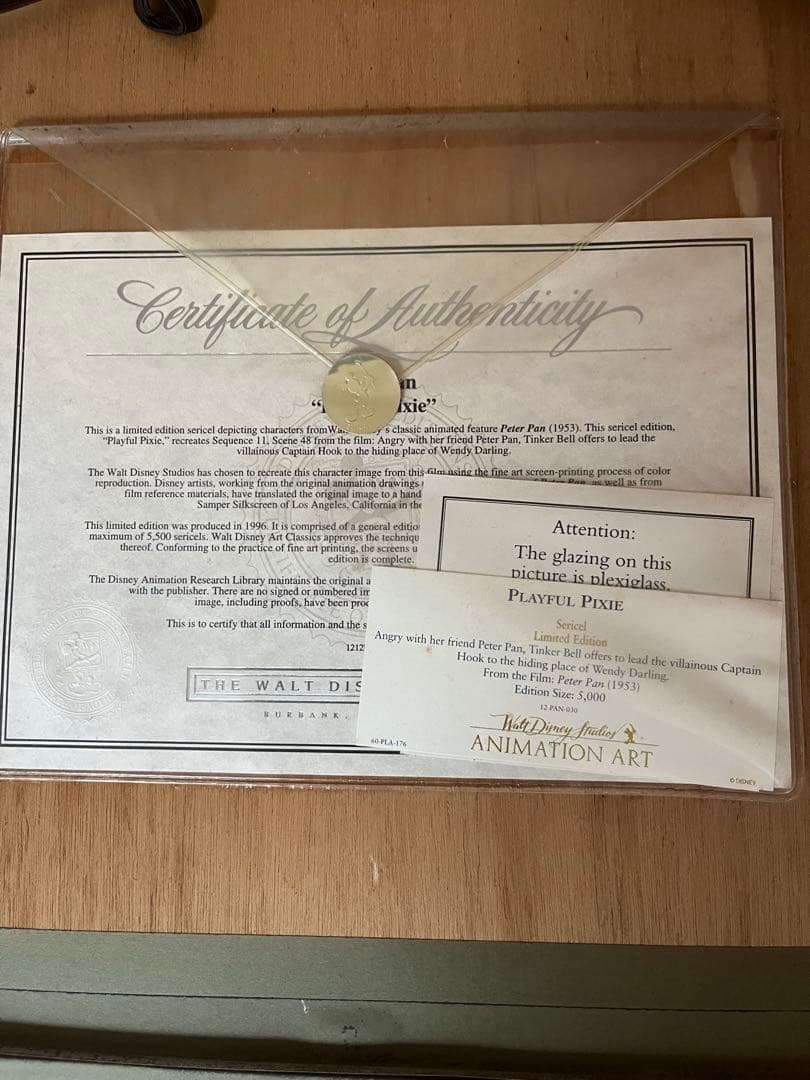 Certificate of Authenticity
an
“ ixie”
This is a limited edition sericel depicting characters from Wa y's classic animated feature Peter Pan (1953). This sericel edition,
“Playful Pixie,” recreates Sequence 11, Scene 48 from the film: Angry with her friend Peter Pan, Tinker Bell offers to lead the
villainous Captain Hook to the hiding place of Wendy Darling.
The Walt Disney Studios has chosen to recreate this character image from this film using the fine art screen-printing process of color
reproduction. Disney artists, working from the original animation drawings Peter Pan, as well as from
film reference materials, have translated the original image to a hand
Samper Silkscreen of Los Angeles, California in the
This limited edition was produced in 1996. It is comprised of a general editio
maximum of 5,500 sericels. Walt Disney Art Classics approves the techniqu
thereof. Conforming to the practice of fine art printing, the screens u
edition is complete.
The Disney Animation Research Library maintains the original a
with the publisher. There are no signed or numbered im
image, including proofs, have been proc
This is to certify that all information and the s
1212
THE WALT DIS
BURBANK,
Attention:
The glazing on this
picture is plexiglass.
PLAYFUL PIXIE
Sericel
Limited Edition
Angry with her friend Peter Pan, Tinker Bell offers to lead the villainous Captain
Hook to the hiding place of Wendy Darling.
From the Film: Peter Pan (1953)
Edition Size: 5,000
12-PAN-030
Walt Disney Studios
ANIMATION ART
60-PLA-176
© DISNEY